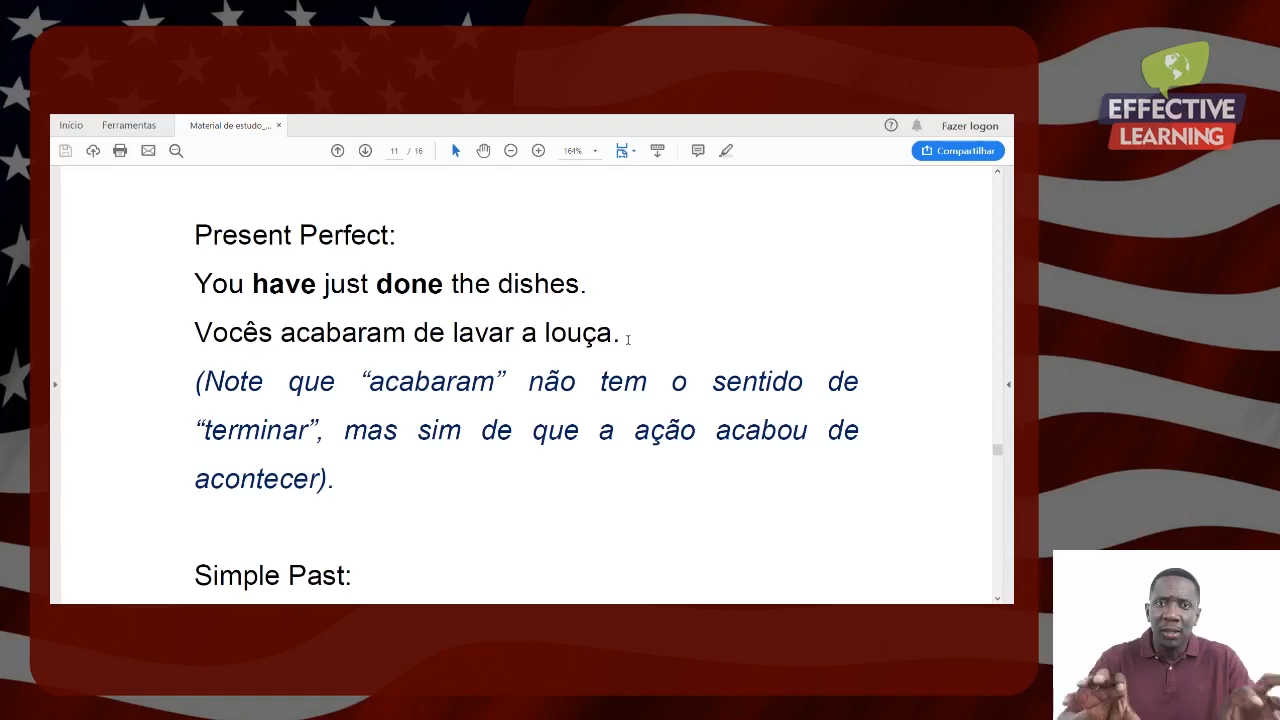 EFFECTIVE
LEARNING
Início Ferramentas Material de estudo_... ×
Fazer logon
11 / 16
164%
Compartilhar
Present Perfect:
You have just done the dishes.
Vocês acabaram de lavar a louça.
(Note que “acabaram” não tem o sentido de
“terminar”, mas sim de que a ação acabou de
acontecer).
Simple Past: